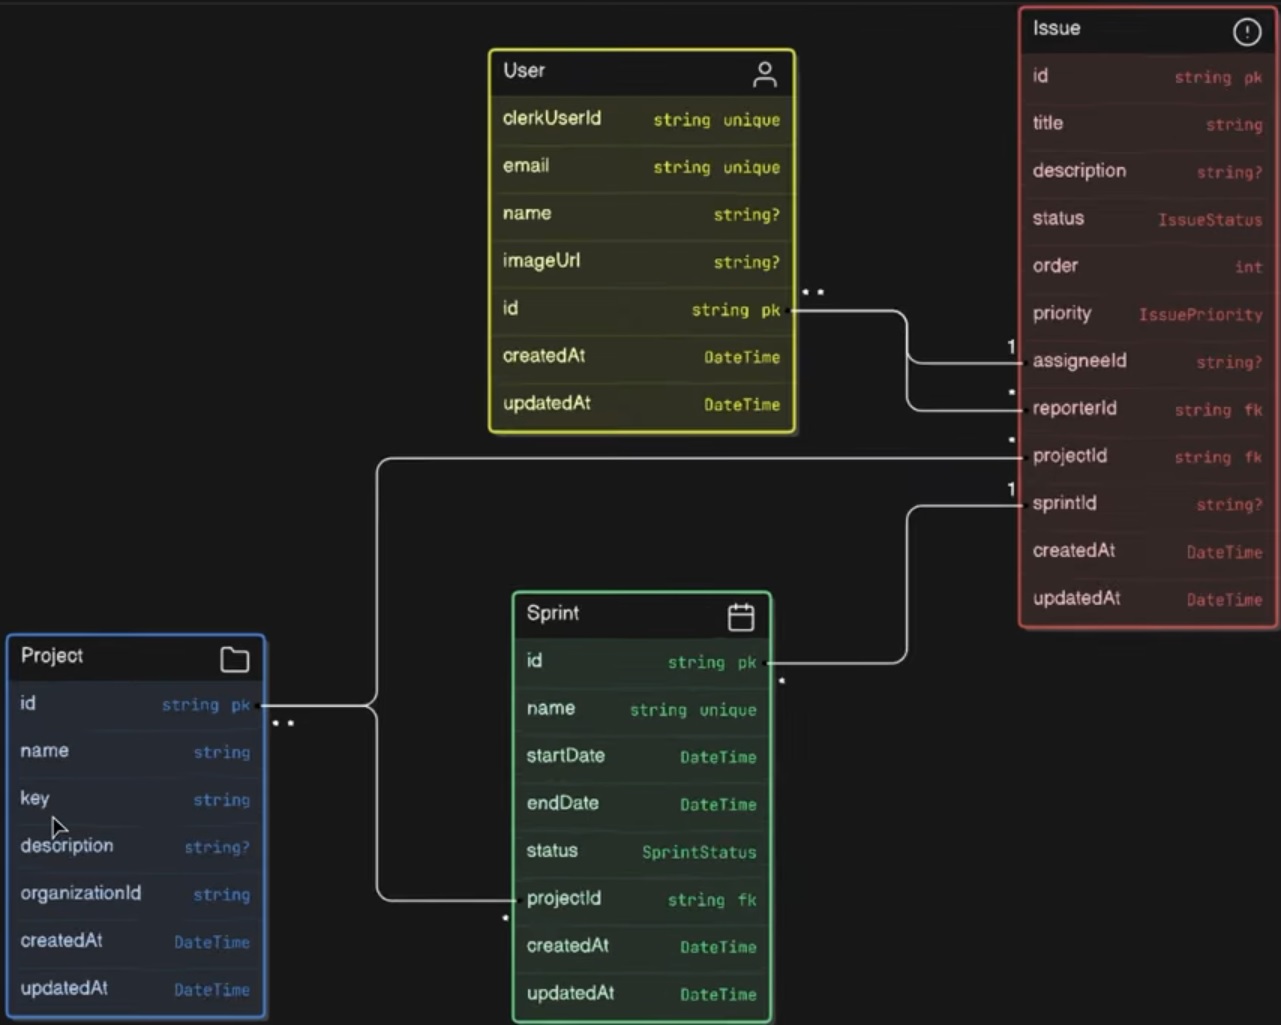 User
clerkUserId string unique
email string unique
name string?
imageUrl string?
id string pk
createdAt DateTime
updatedAt DateTime
Issue
id string pk
title string
description string?
status IssueStatus
order int
priority IssuePriority
1
assigneeId string?
reporterId string fk
projectId string fk
1
sprintId string?
createdAt DateTime
updatedAt DateTime
Project
id string pk
name string
key string
description string?
organizationId string
createdAt DateTime
updatedAt DateTime
Sprint
id string pk
name string unique
startDate DateTime
endDate DateTime
status SprintStatus
projectId string fk
createdAt DateTime
updatedAt DateTime